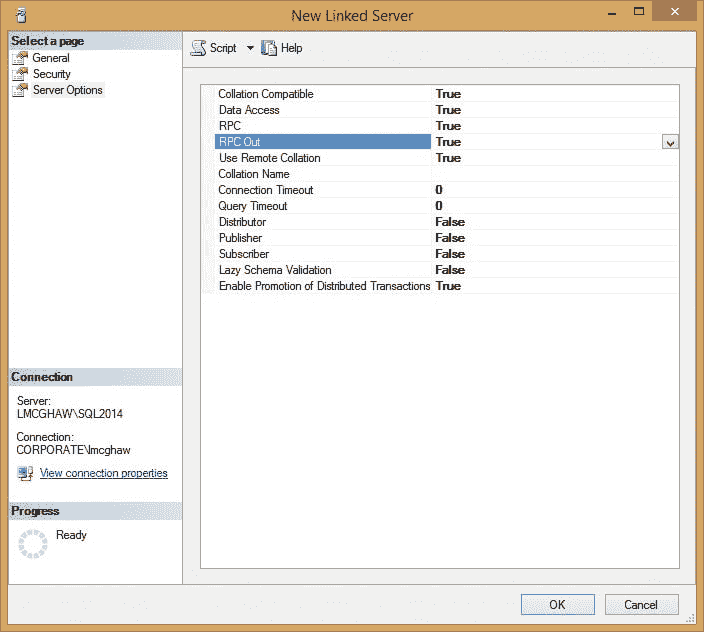 New Linked Server
Select a page
General
Security
Server Options
Script Help
Collation Compatible True
Data Access True
RPC True
RPC Out True
Use Remote Collation True
Collation Name
Connection Timeout 0
Query Timeout 0
Distributor False
Publisher False
Subscriber False
Lazy Schema Validation False
Enable Promotion of Distributed Transactions True
Connection
Server:
LMCGHAW\SQL2014
Connection:
CORPORATE\mcghaw
View connection properties
Progress
Ready
OK Cancel